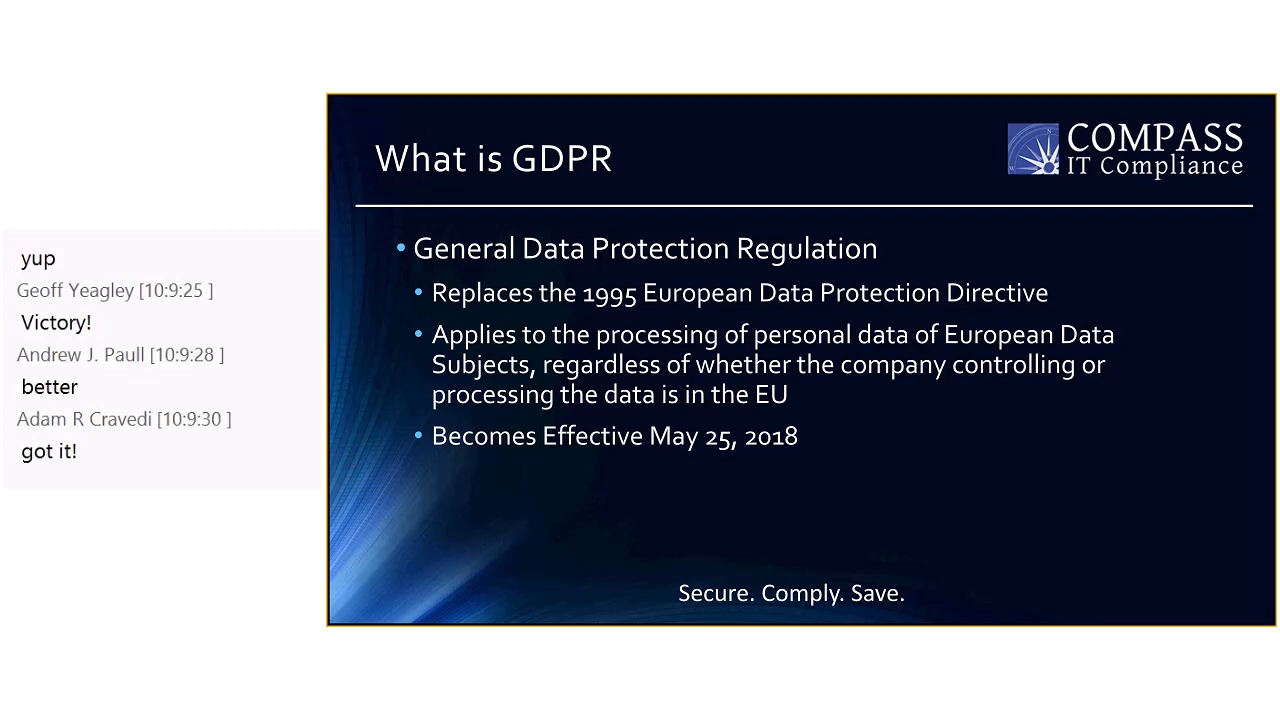 yup
Geoff Yeagley [10:9:25 ]
Victory!
Andrew J. Paull [10:9:28 ]
better
Adam R Cravedi [10:9:30 ]
got it!
What is GDPR
COMPASS
IT Compliance
• General Data Protection Regulation
• Replaces the 1995 European Data Protection Directive
• Applies to the processing of personal data of European Data
Subjects, regardless of whether the company controlling or
processing the data is in the EU
• Becomes Effective May 25, 2018
Secure. Comply. Save.